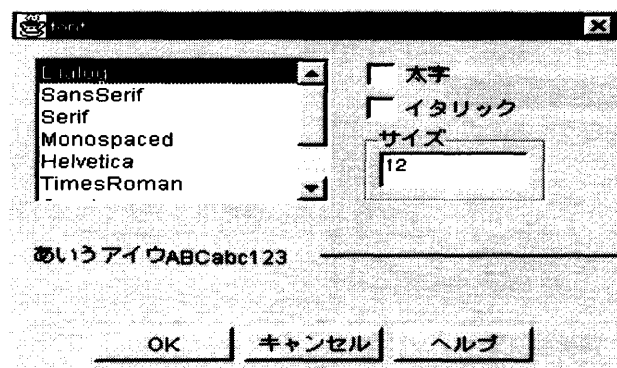 font
Dialog
SansSerif
Serif
Monospaced
Helvetica
TimesRoman
太字
イタリック
サイズ
12
あいうアイウABCabc123
OK
キャンセル
ヘルプ